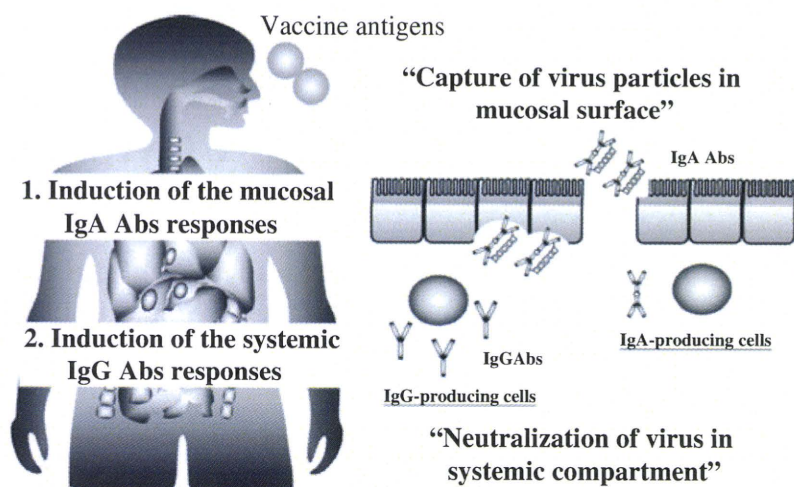 Vaccine antigens
1. Induction of the mucosal
IgA Abs responses
2. Induction of the systemic
IgG Abs responses
“Capture of virus particles in
mucosal surface”
IgA Abs
IgA-producing cells
IgGAbs
IgG-producing cells
“Neutralization of virus in
systemic compartment”